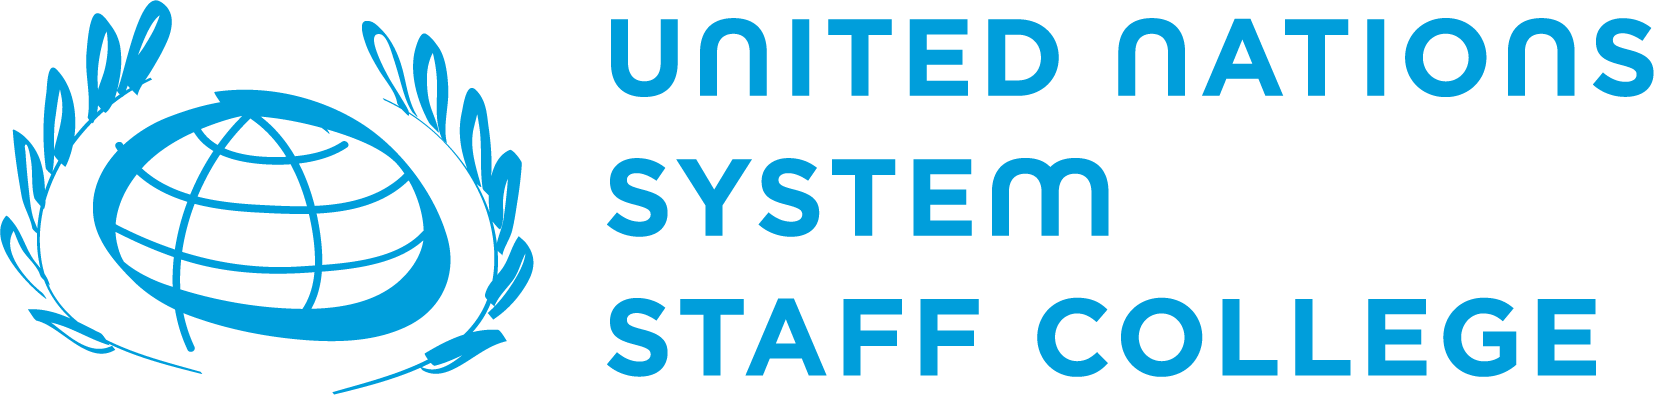 UNITED NATIONS
SYSTEM
STAFF COLLEGE